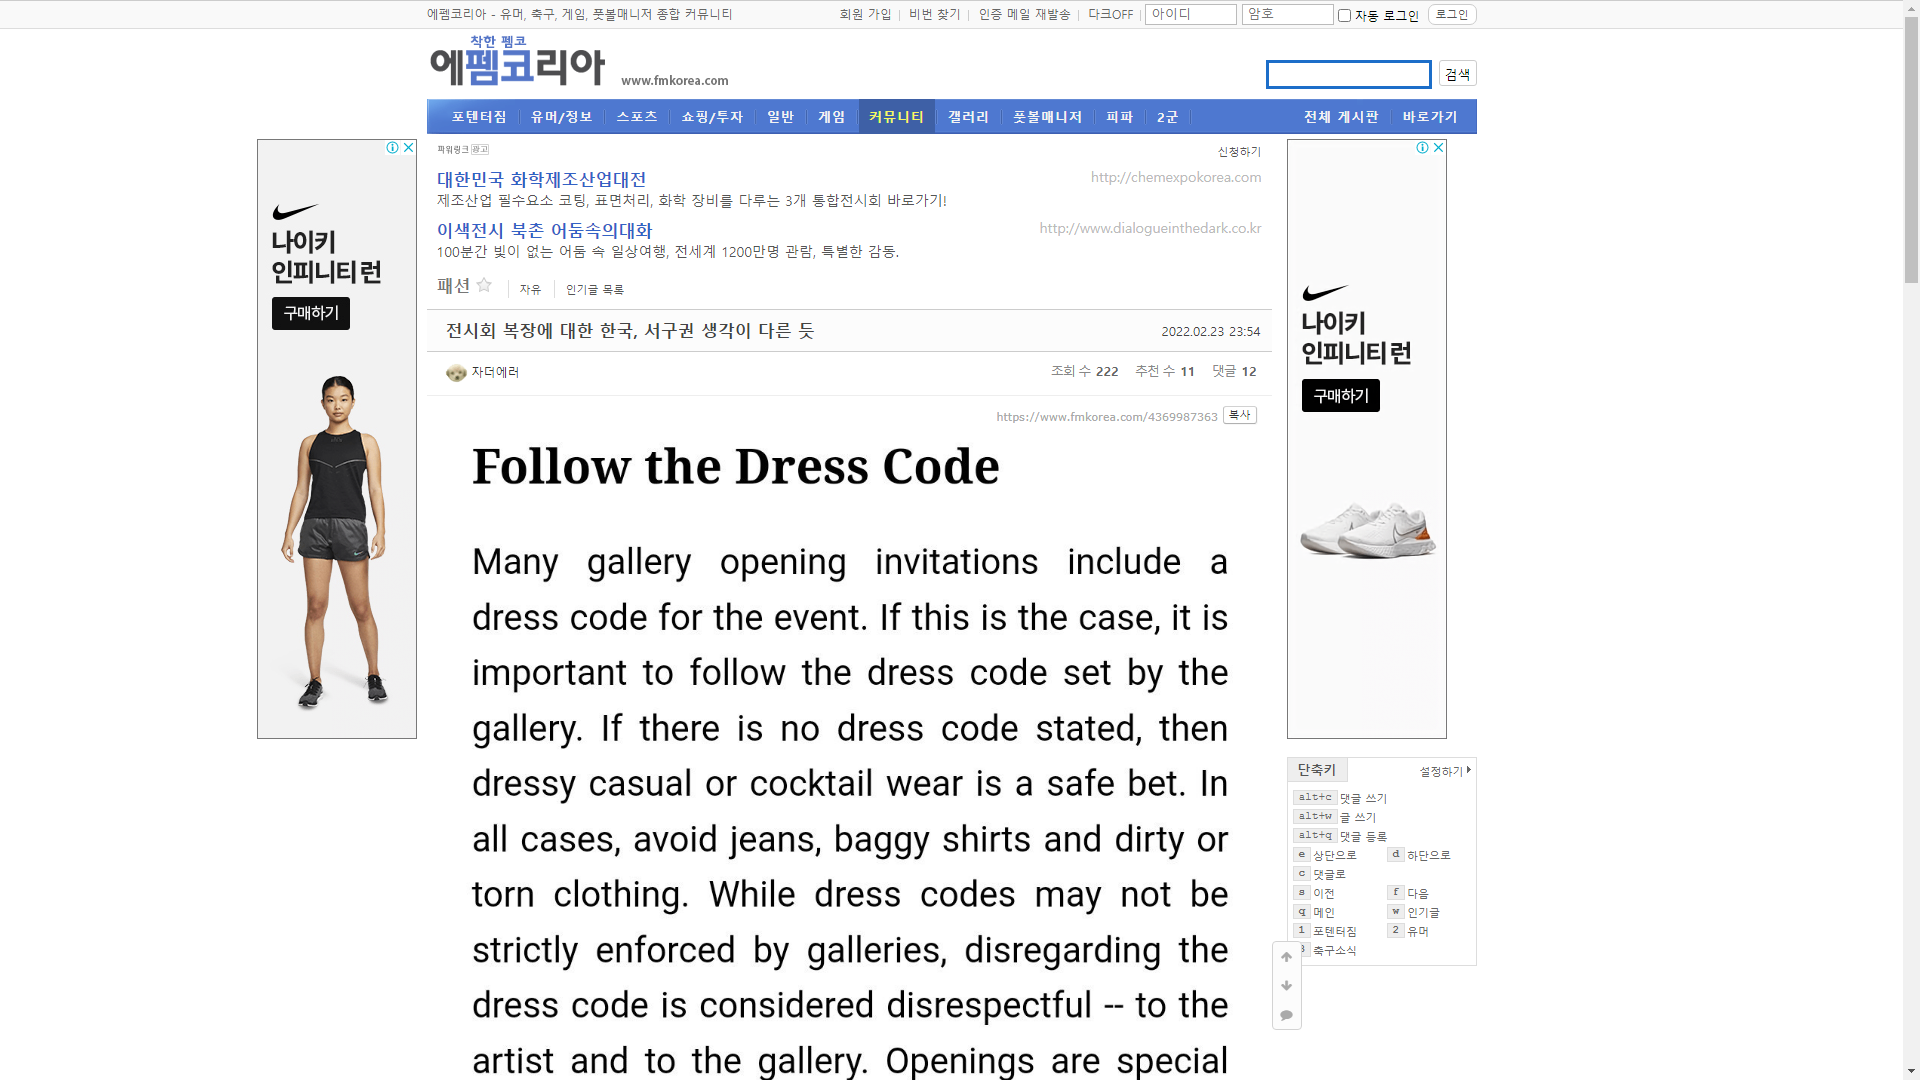 에펨코리아 - 유머, 축구, 게임, 풋볼매니저 종합 커뮤니티
회원 가입 비번 찾기 인증 메일 재발송 다크OFF 아이디 암호 자동 로그인 로그인
착한 펨코
에펨코리아 www.fmkorea.com
검색
포텐터짐 유머/정보 스포츠 쇼핑/투자 일반 게임 커뮤니티 갤러리 풋볼매니저 피파 2군 전체 게시판 바로가기
나이키
인피니티 런
구매하기
파워링크 광고 신청하기
대한민국 화학제조산업대전 http://chemexpokorea.com
제조산업 필수요소 코팅, 표면처리, 화학 장비를 다루는 3개 통합전시회 바로가기!
이색전시 북촌 어둠속의대화 http://www.dialogueinthedark.co.kr
100분간 빛이 없는 어둠 속 일상여행, 전세계 1200만명 관람, 특별한 감동.
패션 자유 인기글 목록
전시회 복장에 대한 한국, 서구권 생각이 다른 듯 2022.02.23 23:54
자더에러 조회 수 222 추천 수 11 댓글 12
https://www.fmkorea.com/4369987363 복사
Follow the Dress Code
Many gallery opening invitations include a
dress code for the event. If this is the case, it is
important to follow the dress code set by the
gallery. If there is no dress code stated, then
dressy casual or cocktail wear is a safe bet. In
all cases, avoid jeans, baggy shirts and dirty or
torn clothing. While dress codes may not be
strictly enforced by galleries, disregarding the
dress code is considered disrespectful -- to the
artist and to the gallery. Openings are special
나이키
인피니티 런
구매하기
단축키 설정하기
alt+c 댓글 쓰기
alt+w 글 쓰기
alt+q 댓글 등록
e 상단으로 d 하단으로
c 댓글로
s 이전 f 다음
q 메인 w 인기글
1 포텐터짐 2 유머
3 축구소식